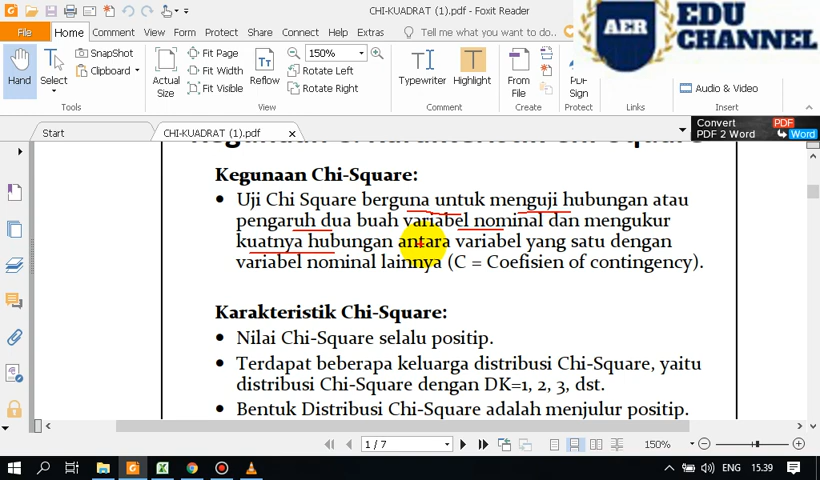 CHI-KUADRAT (1).pdf - Foxit Reader
File Home Comment View Form Protect Share Connect Help Extras Tell me what you want to do...
AER EDU CHANNEL
Hand
Select
SnapShot
Clipboard
Actual Size
Fit Page
Fit Width
Fit Visible
Reflow
150%
Rotate Left
Rotate Right
Typewriter
Highlight
From File
PDF Sign
Audio & Video
Tools View Comment Create Protect Links Insert
Start CHI-KUADRAT (1).pdf
Convert PDF
PDF 2 Word Word
Kegunaan-Chi-Square:
• Uji Chi Square berguna untuk menguji hubungan atau
pengaruh dua buah variabel nominal dan mengukur
kuatnya hubungan antara variabel yang satu dengan
variabel nominal lainnya (C = Coefisien of contingency).
Karakteristik Chi-Square:
• Nilai Chi-Square selalu positip.
• Terdapat beberapa keluarga distribusi Chi-Square, yaitu
distribusi Chi-Square dengan DK=1, 2, 3, dst.
• Bentuk Distribusi Chi-Square adalah menjulur positip.
1 / 7
150%
ENG 15.39